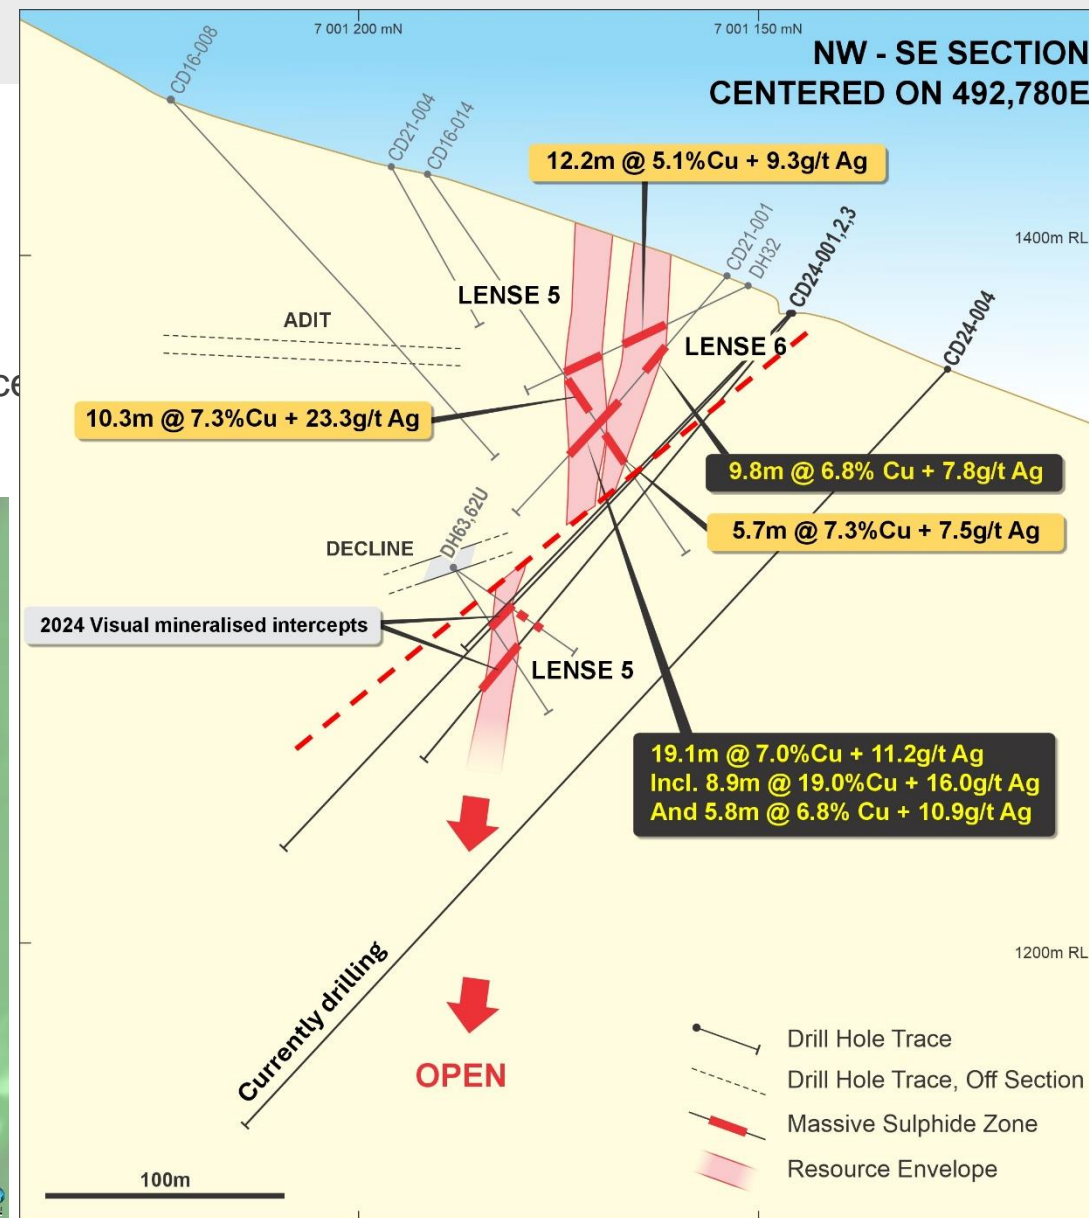 7 001 200 mN
7 001 150 mN
NW - SE SECTION
CENTERED ON 492,780E
CD16-008
CD21-004
CD16-014
12.2m @ 5.1%Cu + 9.3g/t Ag
CD21-001
DH32
CD24-001,2,3
1400m RL
CD24-004
LENSE 5
ADIT
LENSE 6
10.3m @ 7.3%Cu + 23.3g/t Ag
9.8m @ 6.8% Cu + 7.8g/t Ag
5.7m @ 7.3%Cu + 7.5g/t Ag
DECLINE
DH63,62U
2024 Visual mineralised intercepts
LENSE 5
19.1m @ 7.0%Cu + 11.2g/t Ag
Incl. 8.9m @ 19.0%Cu + 16.0g/t Ag
And 5.8m @ 6.8% Cu + 10.9g/t Ag
1200m RL
Currently drilling
OPEN
Drill Hole Trace
Drill Hole Trace, Off Section
Massive Sulphide Zone
Resource Envelope
100m